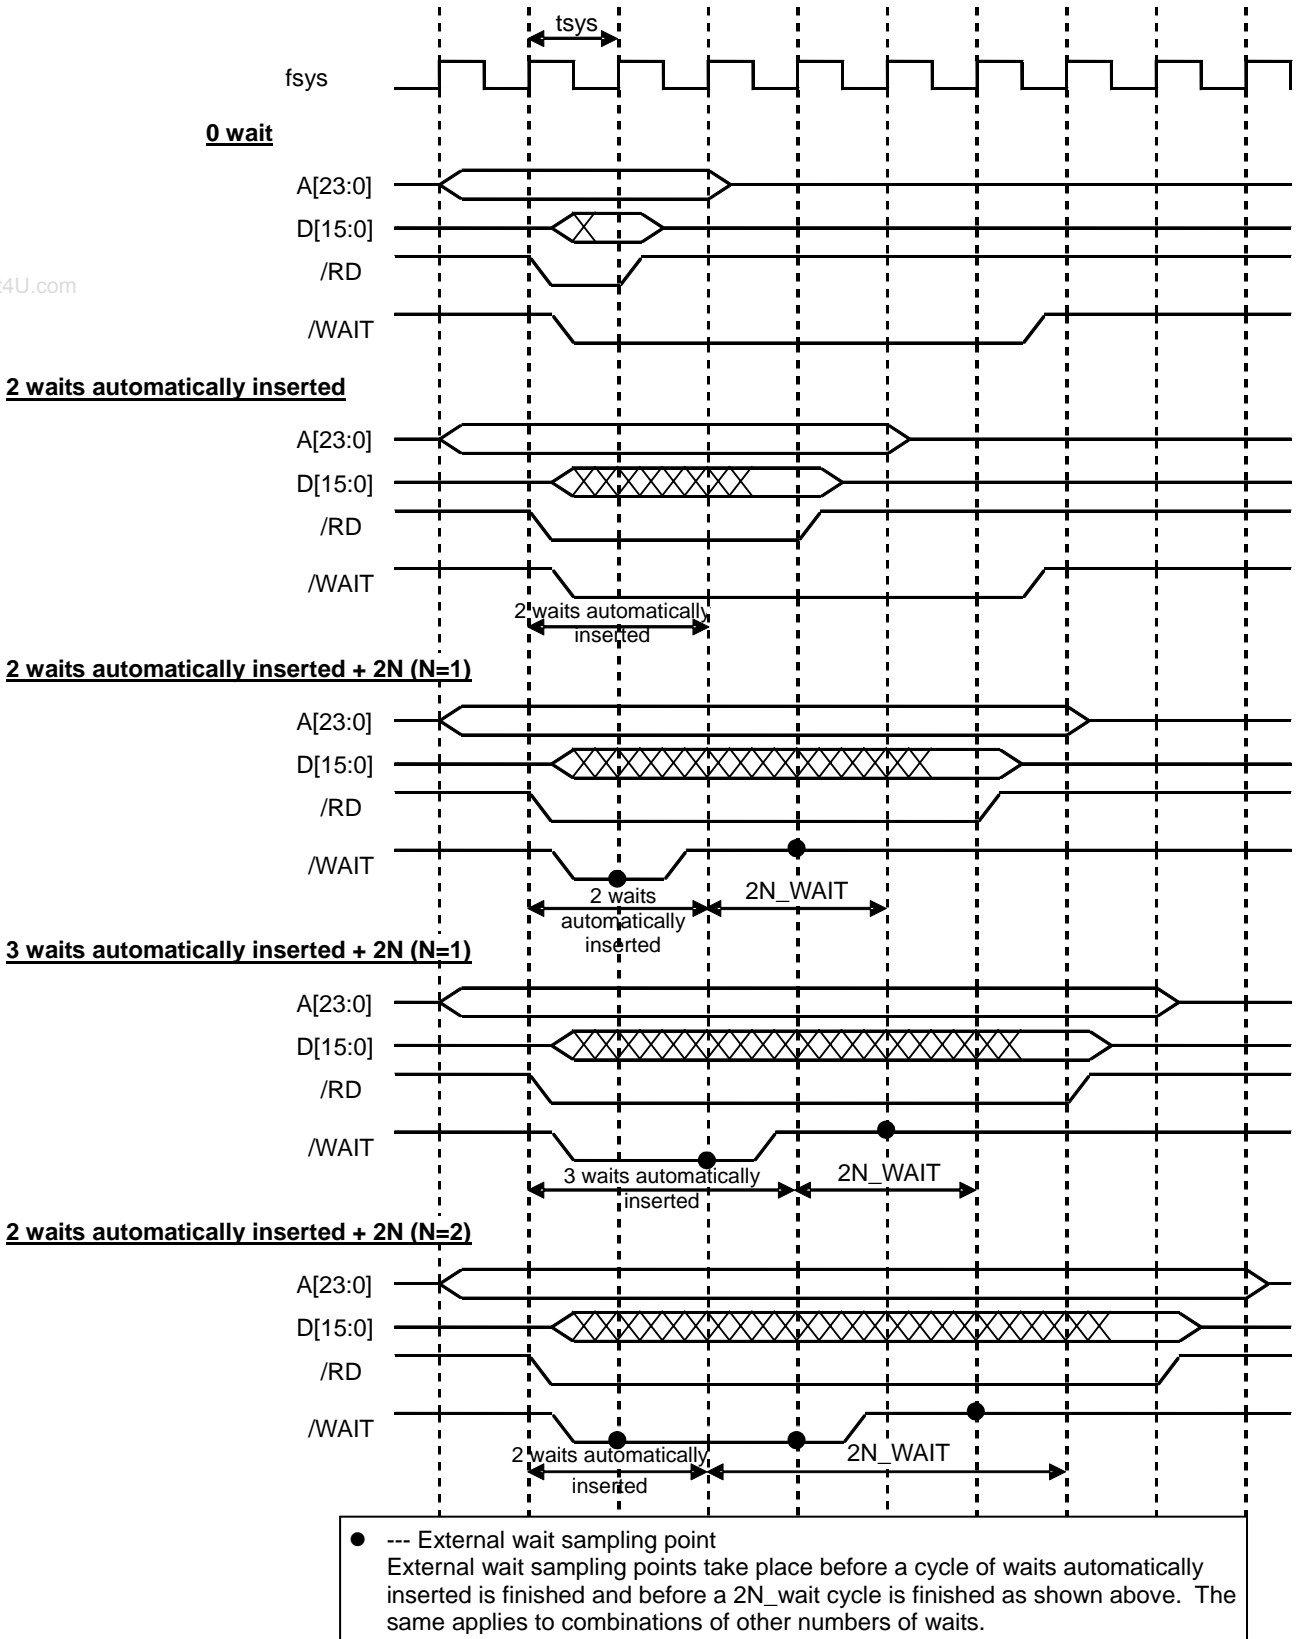 tsys
fsys
0 wait
A[23:0]
D[15:0]
/RD
t4U.com
/WAIT
2 waits automatically inserted
A[23:0]
D[15:0]
/RD
/WAIT
2 waits automatically
inserted
2 waits automatically inserted + 2N (N=1)
A[23:0]
D[15:0]
/RD
/WAIT
2 waits
automatically
inserted
2N_WAIT
3 waits automatically inserted + 2N (N=1)
A[23:0]
D[15:0]
/RD
/WAIT
3 waits automatically
inserted
2N_WAIT
2 waits automatically inserted + 2N (N=2)
A[23:0]
D[15:0]
/RD
/WAIT
2 waits automatically
inserted
2N_WAIT
● --- External wait sampling point
External wait sampling points take place before a cycle of waits automatically
inserted is finished and before a 2N_wait cycle is finished as shown above. The
same applies to combinations of other numbers of waits.